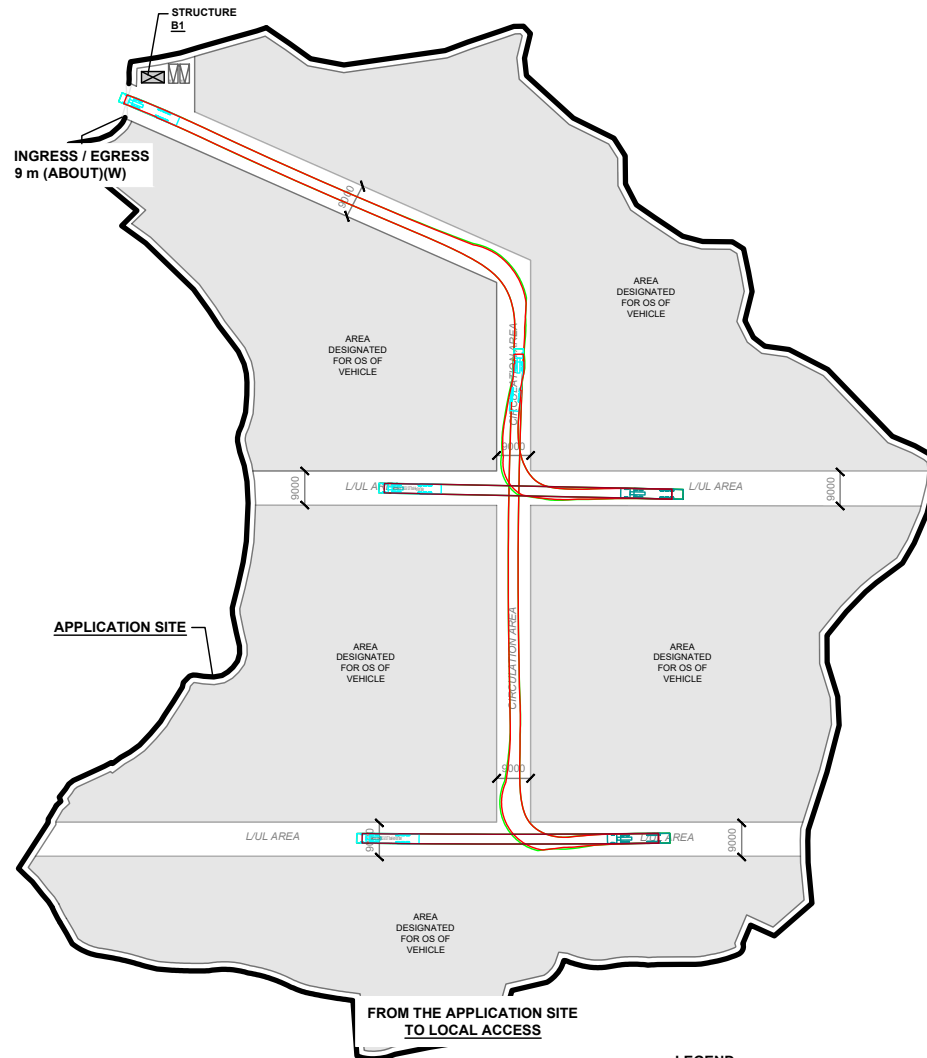 STRUCTURE
B1
INGRESS / EGRESS
9 m (ABOUT)(W)
9000
AREA
DESIGNATED
FOR OS OF
VEHICLE
AREA
DESIGNATED
FOR OS OF
VEHICLE
CIRCULATION AREA
9000
9000
L/UL
L/UL AREA
9000
APPLICATION SITE
AREA
DESIGNATED
FOR OS OF
VEHICLE
CIRCULATION AREA
AREA
DESIGNATED
FOR OS OF
VEHICLE
9000
L/UL AREA
9000
L/UL AREA
9000
AREA
DESIGNATED
FOR OS OF
VEHICLE
FROM THE APPLICATION SITE
TO LOCAL ACCESS
LEGEND